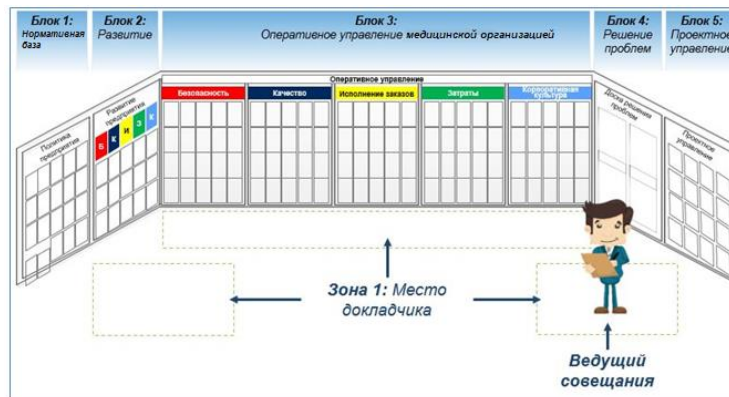 Блок 1:
Нормативная
база
Блок 2:
Развитие
Блок 3:
Оперативное управление медицинской организацией
Блок 4:
Решение
проблем
Блок 5:
Проектное
управление
Политика
предприятия
Развитие
предприятия
Б К И З К
Оперативное управление
Безопасность
Качество
Исполнение заказов
Затраты
Корпоративная
культура
Доска решения
проблем
Проектное
управление
Зона 1: Место
докладчика
Ведущий
совещания